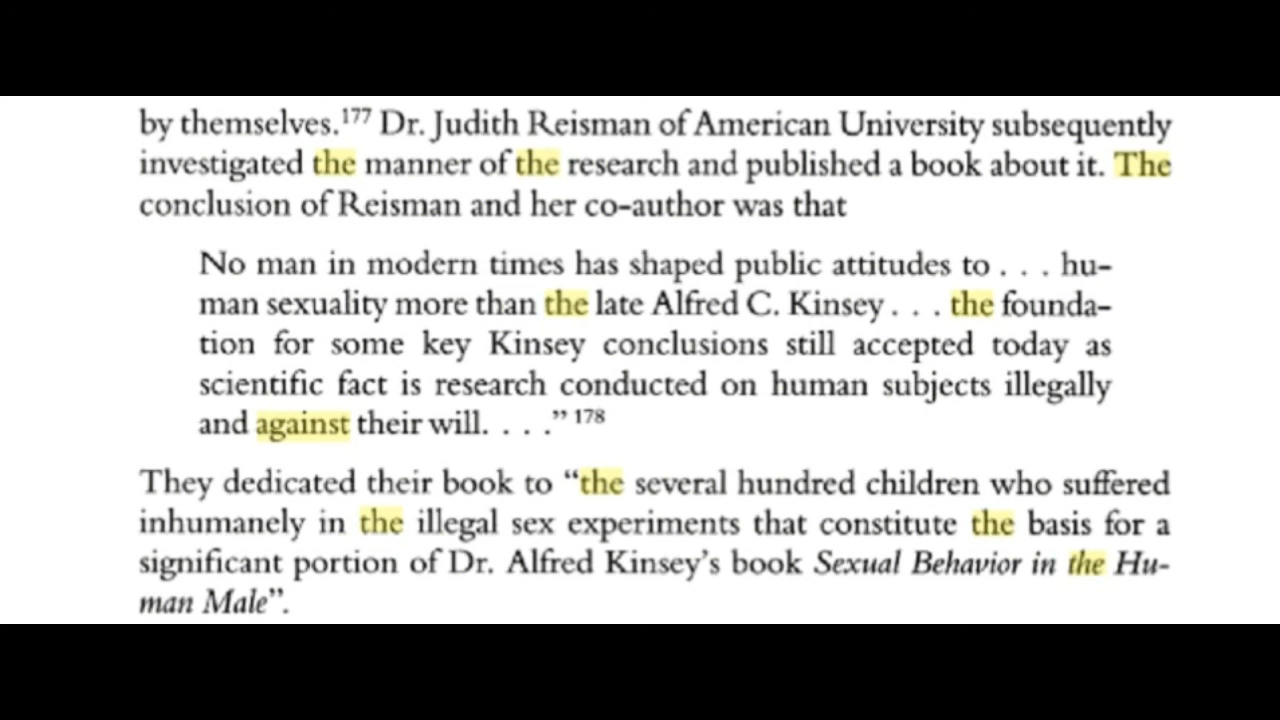 by themselves.¹⁷⁷ Dr. Judith Reisman of American University subsequently
investigated the manner of the research and published a book about it. The
conclusion of Reisman and her co-author was that
No man in modern times has shaped public attitudes to . . . hu-
man sexuality more than the late Alfred C. Kinsey . . . the founda-
tion for some key Kinsey conclusions still accepted today as
scientific fact is research conducted on human subjects illegally
and against their will. . . .” ¹⁷⁸
They dedicated their book to “the several hundred children who suffered
inhumanely in the illegal sex experiments that constitute the basis for a
significant portion of Dr. Alfred Kinsey’s book Sexual Behavior in the Hu-
man Male”.